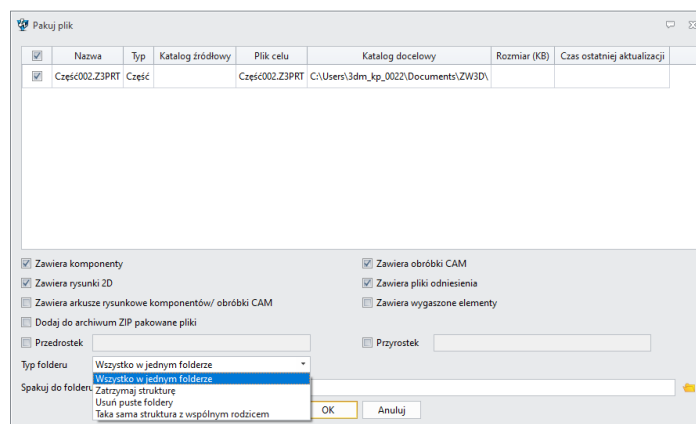 Pakuj plik
Nazwa Typ Katalog źródłowy Plik celu Katalog docelowy Rozmiar (KB) Czas ostatniej aktualizacji
Część002.Z3PRT Część Część002.Z3PRT C:\Users\3dm_kp_0022\Documents\ZW3D\
Zawiera komponenty Zawiera obróbki CAM
Zawiera rysunki 2D Zawiera pliki odniesienia
Zawiera arkusze rysunkowe komponentów/ obróbki CAM Zawiera wygaszone elementy
Dodaj do archiwum ZIP pakowane pliki
Przedrostek Przyrostek
Typ folderu Wszystko w jednym folderze
Wszystko w jednym folderze
Spakuj do folderu Zatrzymaj strukturę
Usuń puste foldery
Taka sama struktura z wspólnym rodzicem
OK Anuluj